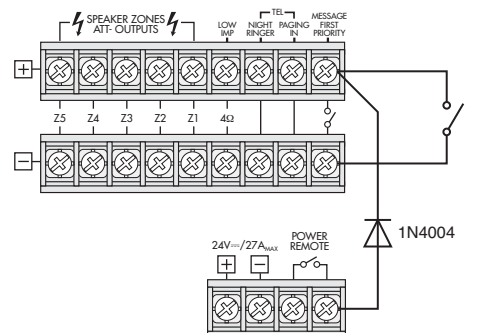 SPEAKER ZONES
ATT- OUTPUTS
LOW
IMP
TEL
NIGHT
RINGER
PAGING
IN
MESSAGE
FIRST
PRIORITY
+
Z5 Z4 Z3 Z2 Z1 4Ω
−
1N4004
24V⎓/27AMAX
POWER
REMOTE
+ −